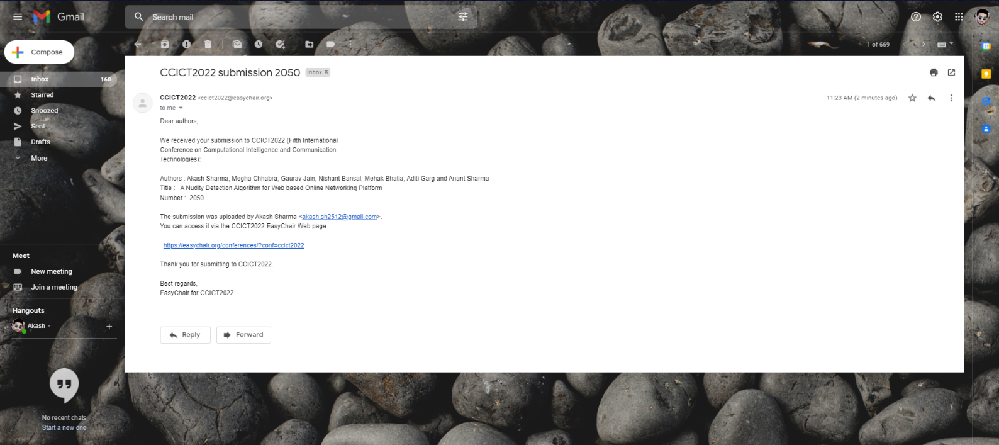 Gmail
Search mail
1 of 669
Compose
Inbox 160
Starred
Snoozed
Sent
Drafts
More
Meet
New meeting
Join a meeting
Hangouts
Akash
No recent chats
Start a new one
CCICT2022 submission 2050 Inbox x
CCICT2022 <ccict2022@easychair.org>
11:23 AM (2 minutes ago)
to me
Dear authors,
We received your submission to CCICT2022 (Fifth International
Conference on Computational Intelligence and Communication
Technologies):
Authors : Akash Sharma, Megha Chhabra, Gaurav Jain, Nishant Bansal, Mehak Bhatia, Aditi Garg and Anant Sharma
Title : A Nudity Detection Algorithm for Web based Online Networking Platform
Number : 2050
The submission was uploaded by Akash Sharma <akash.sh2512@gmail.com>.
You can access it via the CCICT2022 EasyChair Web page
https://easychair.org/conferences/?conf=ccict2022
Thank you for submitting to CCICT2022.
Best regards,
EasyChair for CCICT2022.
Reply
Forward